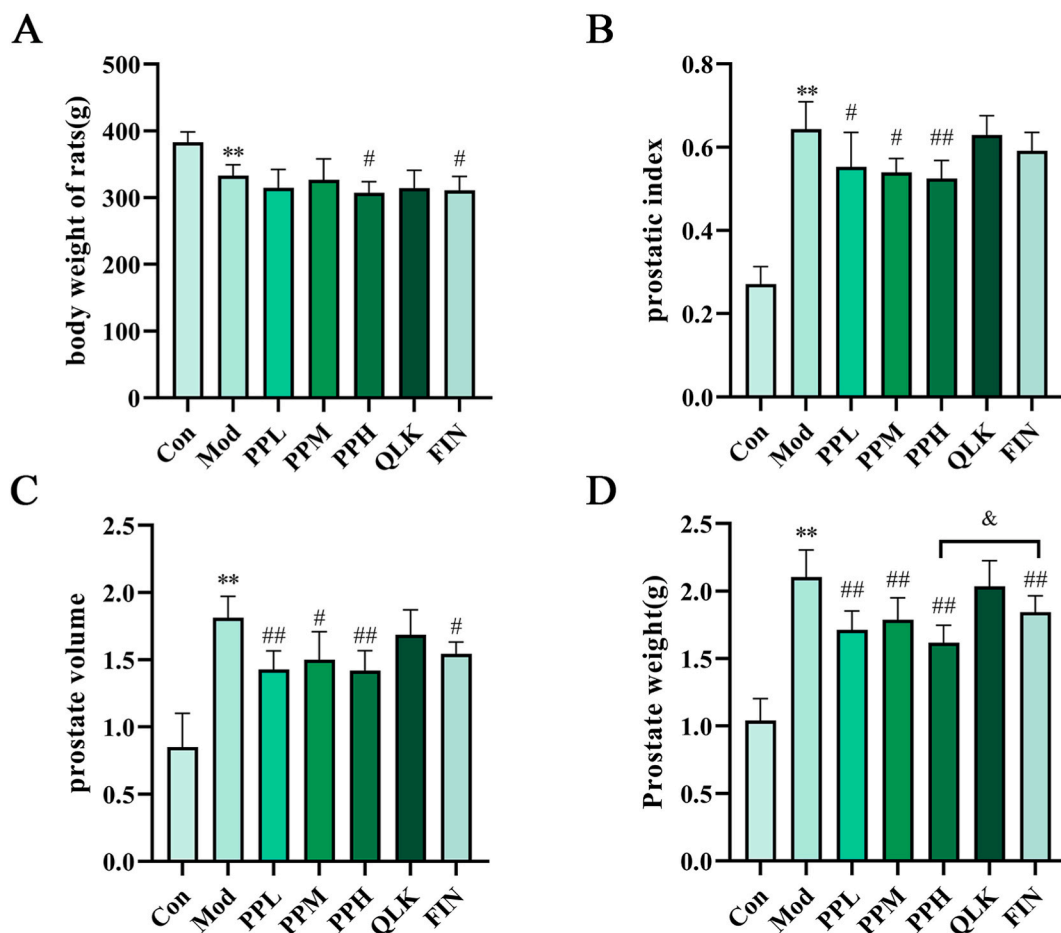 A
body weight of rats(g)
500
400
300
200
100
0
**
#
#
Con
Mod
PPL
PPM
PPH
QLK
FIN
B
prostatic index
0.8
0.6
0.4
0.2
0.0
**
#
#
##
Con
Mod
PPL
PPM
PPH
QLK
FIN
C
prostate volume
2.5
2.0
1.5
1.0
0.5
0.0
**
##
#
##
#
Con
Mod
PPL
PPM
PPH
QLK
FIN
D
Prostate weight(g)
2.5
2.0
1.5
1.0
0.5
0.0
**
##
##
##
&
##
Con
Mod
PPL
PPM
PPH
QLK
FIN